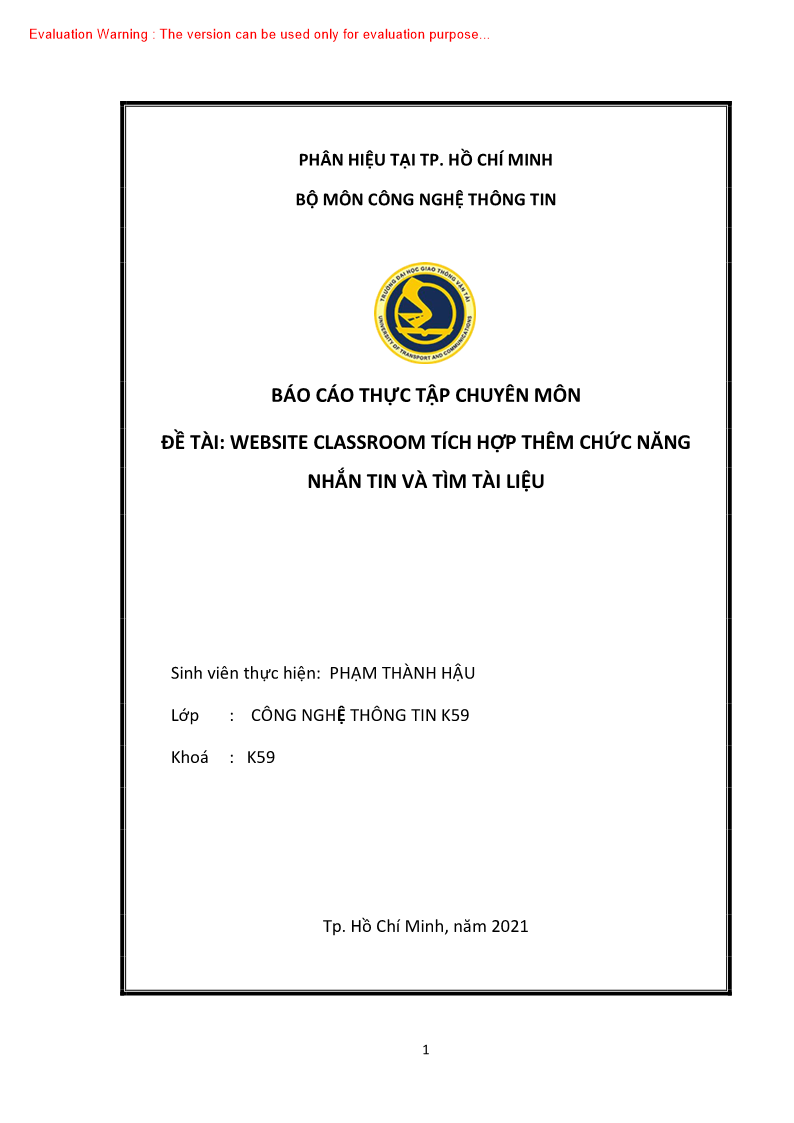 Evaluation Warning : The version can be used only for evaluation purpose...
PHÂN HIỆU TẠI TP. HỒ CHÍ MINH
BỘ MÔN CÔNG NGHỆ THÔNG TIN
TRƯỜNG ĐẠI HỌC GIAO THÔNG VẬN TẢI
UNIVERSITY OF TRANSPORT AND COMMUNICATIONS
BÁO CÁO THỰC TẬP CHUYÊN MÔN
ĐỀ TÀI: WEBSITE CLASSROOM TÍCH HỢP THÊM CHỨC NĂNG
NHẮN TIN VÀ TÌM TÀI LIỆU
Sinh viên thực hiện: PHẠM THÀNH HẬU
Lớp : CÔNG NGHỆ THÔNG TIN K59
Khoá : K59
Tp. Hồ Chí Minh, năm 2021
1